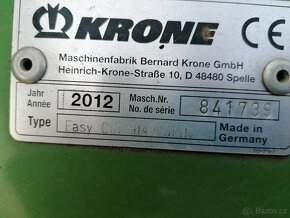 KRONE CE
Maschinenfabrik Bernard Krone GmbH
Heinrich-Krone-Straße 10, D 48480 Spelle
Jahr
Année
2012
Masch.Nr.
No. de série
841739
Type
Easy
Made in
Germany